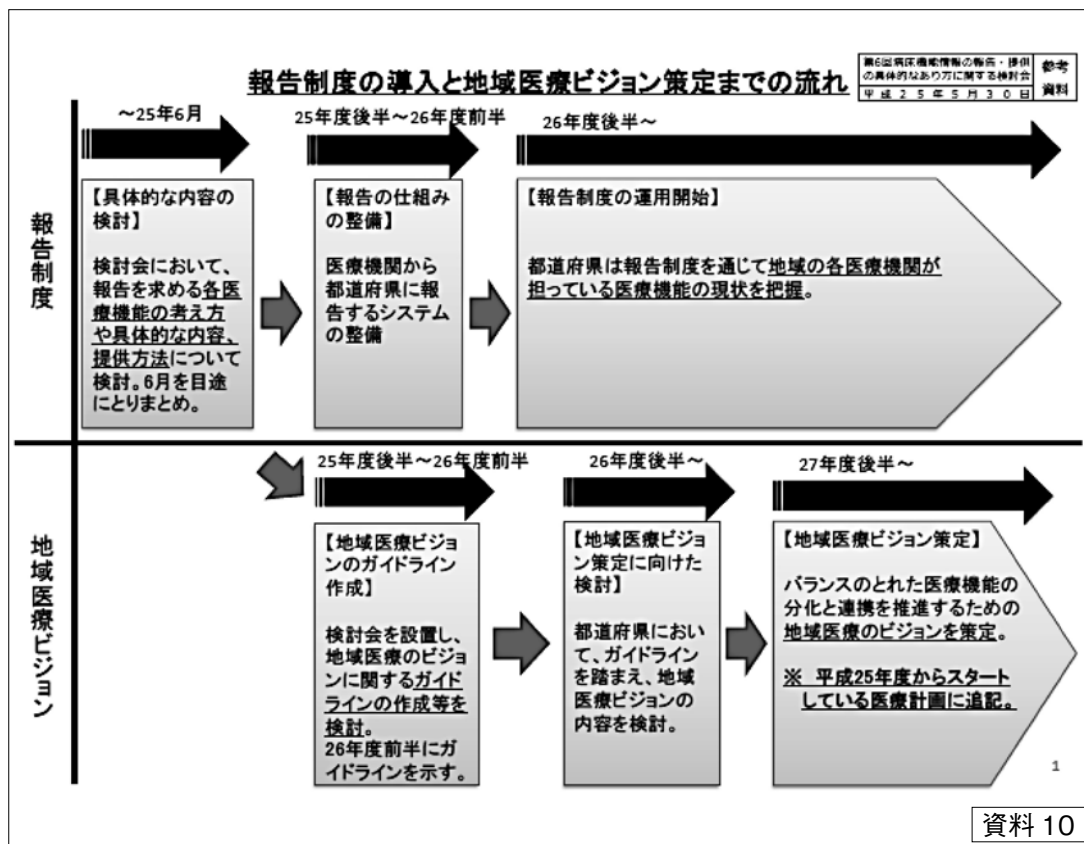 報告制度の導入と地域医療ビジョン策定までの流れ
第6回病床機能情報の報告・提供
の具体的なあり方に関する検討会
平成25年5月30日
参考
資料
報告制度
～25年6月
【具体的な内容の
検討】
検討会において、
報告を求める各医
療機能の考え方
や具体的な内容、
提供方法について
検討。6月を目途
にとりまとめ。
25年度後半～26年度前半
【報告の仕組み
の整備】
医療機関から
都道府県に報
告するシステム
の整備
26年度後半～
【報告制度の運用開始】
都道府県は報告制度を通じて地域の各医療機関が
担っている医療機能の現状を把握。
地域医療ビジョン
25年度後半～26年度前半
【地域医療ビジョ
ンのガイドライン
作成】
検討会を設置し、
地域医療のビジョ
ンに関するガイド
ラインの作成等を
検討。
26年度前半にガ
イドラインを示す。
26年度後半～
【地域医療ビジョ
ン策定に向けた
検討】
都道府県におい
て、ガイドライン
を踏まえ、地域
医療ビジョンの
内容を検討。
27年度後半～
【地域医療ビジョン策定】
バランスのとれた医療機能の
分化と連携を推進するための
地域医療のビジョンを策定。
※ 平成25年度からスタート
している医療計画に追記。
1
資料 10